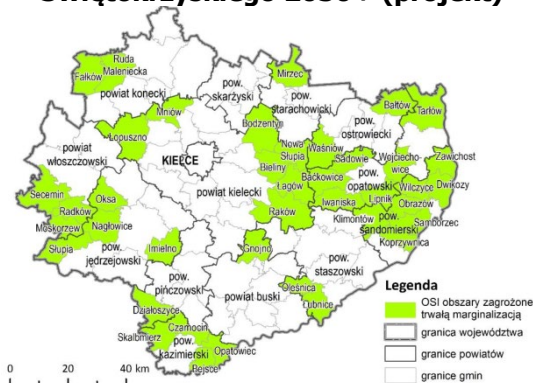 Świętokrzyskiego 2030+ (projekt)
Ruda
Maleniecka
Fałków
powiat konecki
pow.
skarżyski
Mirzec
pow.
starachowicki
Bałtów
Tarłów
pow.
ostrowiecki
Mniów
Bodzentyn
Łopuszno
powiat
włoszczowski
KIELCE
Nowa
Słupia
Waśniów
Sadowie
Wojciecho-
wice
Zawichost
Bieliny
Baćkowice
pow.
opatowski
Wilczyce
Dwikozy
powiat kielecki
Łagów
Iwaniska
Lipnik
Obrazów
Secemin
Oksa
Radków
Raków
Klimontów
pow.
sandomierski
Samborzec
Moskorzew
Nagłowice
Koprzywnica
Słupia
pow.
jędrzejowski
Imielno
Gnojno
pow.
staszowski
pow.
pińczowski
Oleśnica
Łubnice
powiat buski
Działoszyce
Skalbmierz
Czarnocin
pow.
kazimierski
Opatowiec
Bejsce
0 20 40 km
Legenda
OSI obszary zagrożone
trwałą marginalizacją
granica województwa
granice powiatów
granice gmin